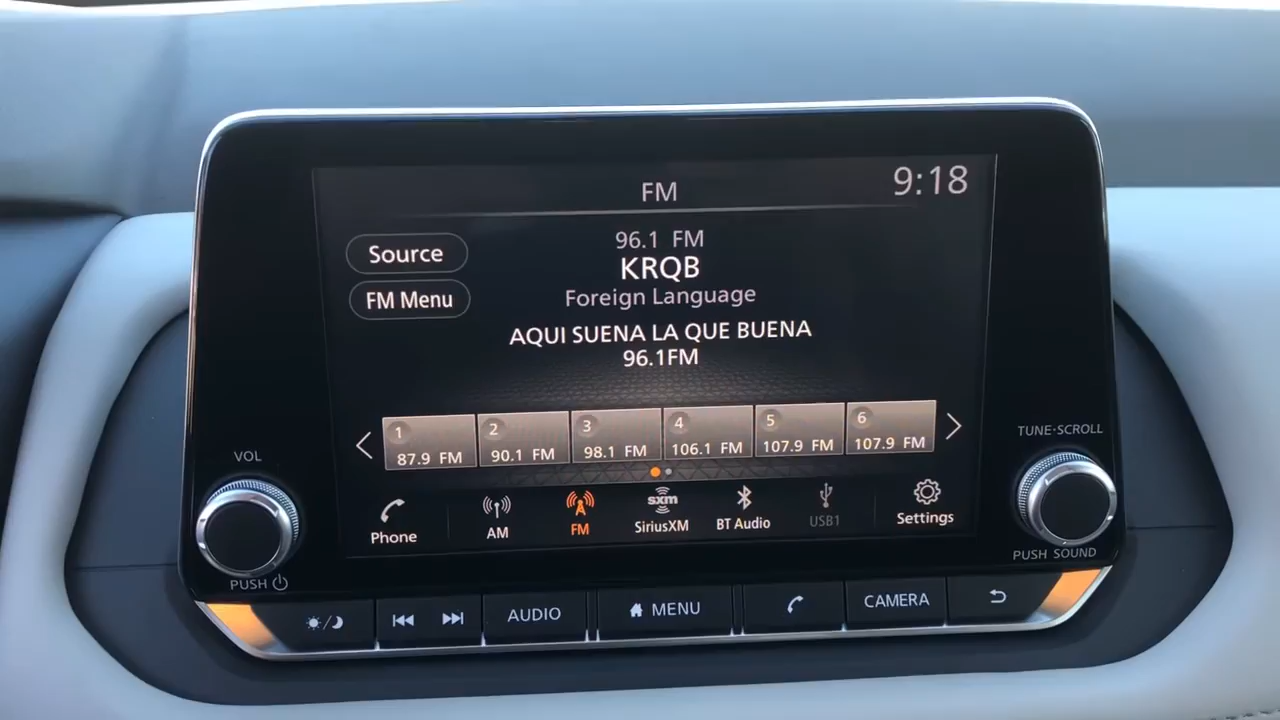 FM
9:18
Source
FM Menu
96.1 FM
KRQB
Foreign Language
AQUI SUENA LA QUE BUENA
96.1FM
1
87.9 FM
2
90.1 FM
3
98.1 FM
4
106.1 FM
5
107.9 FM
6
107.9 FM
Phone
AM
FM
sxm
SiriusXM
BT Audio
USB1
Settings
VOL
PUSH
TUNE·SCROLL
PUSH SOUND
AUDIO
MENU
CAMERA